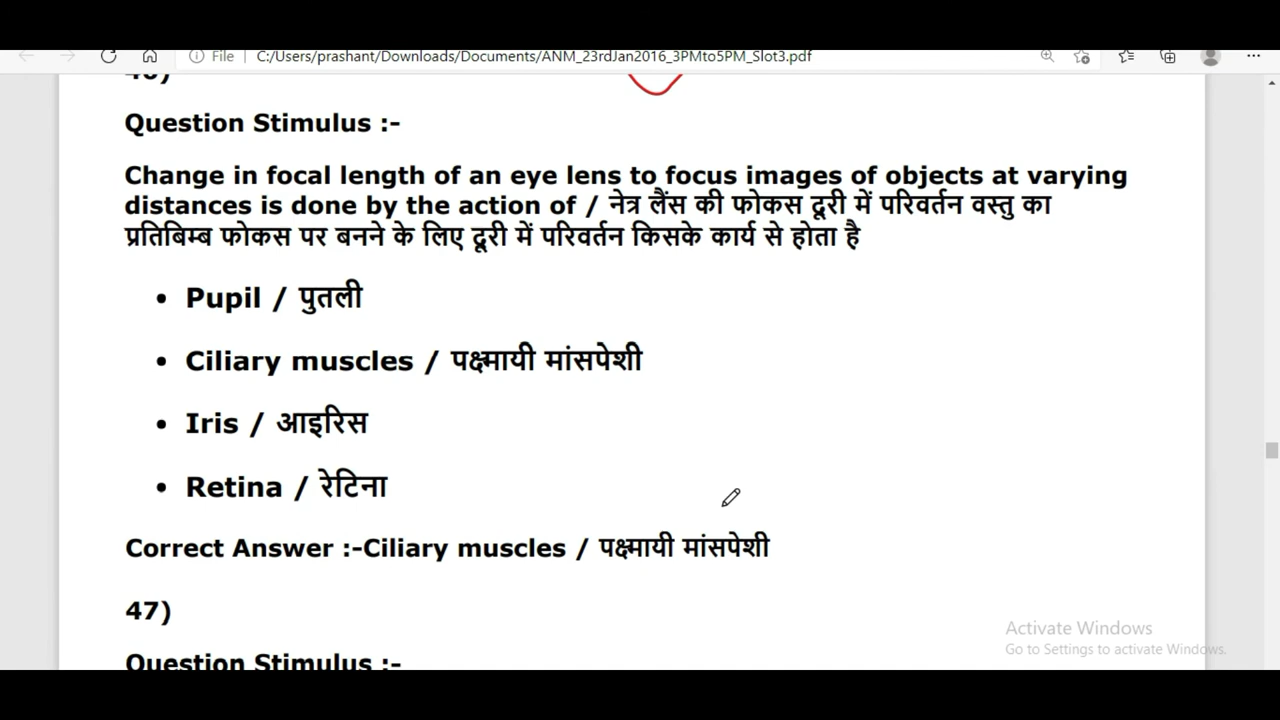 File C:/Users/prashant/Downloads/Documents/ANM_23rdJan2016_3PMto5PM_Slot3.pdf
46)
Question Stimulus :-
Change in focal length of an eye lens to focus images of objects at varying
distances is done by the action of / नेत्र लैंस की फोकस दूरी में परिवर्तन वस्तु का
प्रतिबिम्ब फोकस पर बनने के लिए दूरी में परिवर्तन किसके कार्य से होता है
• Pupil / पुतली
• Ciliary muscles / पक्ष्मायी मांसपेशी
• Iris / आइरिस
• Retina / रेटिना
Correct Answer :-Ciliary muscles / पक्ष्मायी मांसपेशी
47)
Question Stimulus :-
Activate Windows
Go to Settings to activate Windows.